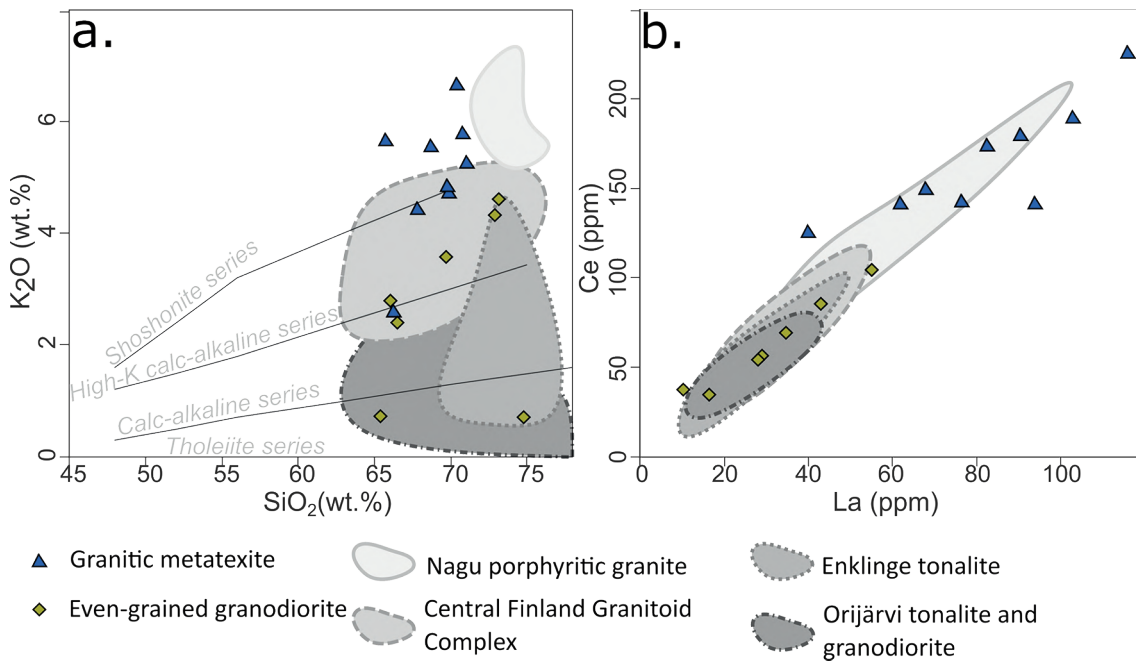 a.
K2O (wt.%)
6
4
2
0
Shoshonite series
High-K calc-alkaline series
Calc-alkaline series
Tholeiite series
45 50 55 60 65 70 75
SiO2(wt.%)
b.
Ce (ppm)
200
150
100
50
0
0 20 40 60 80 100
La (ppm)
Granitic metatexite
Even-grained granodiorite
Nagu porphyritic granite
Central Finland Granitoid
Complex
Enklinge tonalite
Orijärvi tonalite and
granodiorite